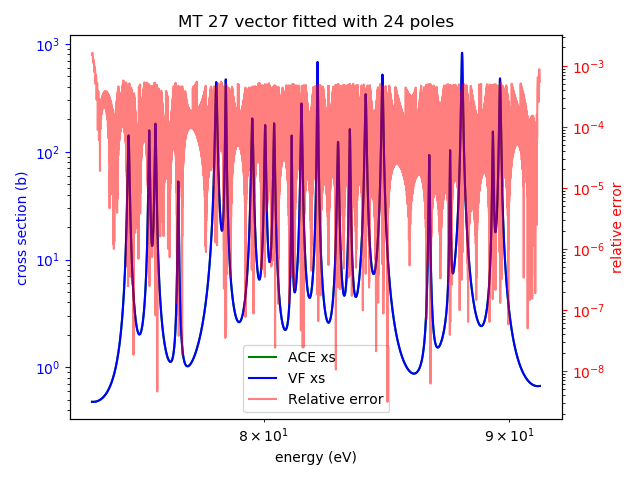 MT 27 vector fitted with 24 poles
10³
10²
10¹
10⁰
cross section (b)
10⁻³
10⁻⁴
10⁻⁵
10⁻⁶
10⁻⁷
10⁻⁸
relative error
ACE xs
VF xs
Relative error
8 × 10¹
9 × 10¹
energy (eV)